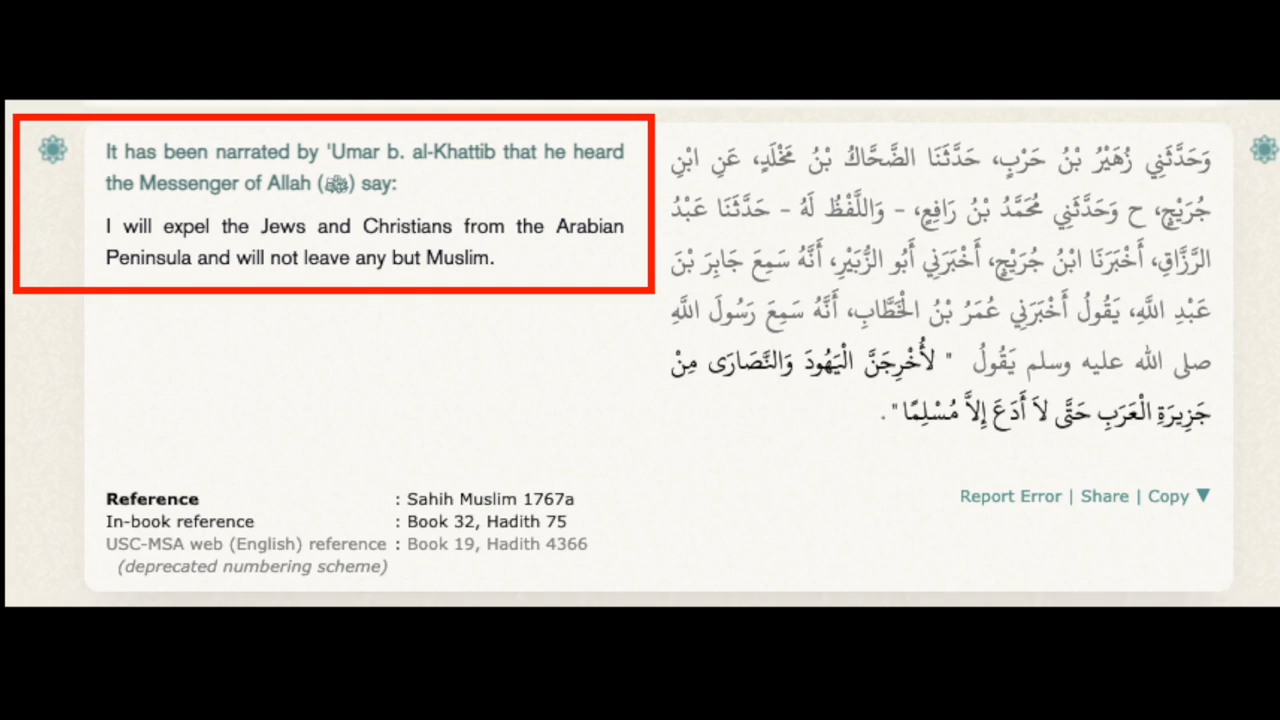 It has been narrated by 'Umar b. al-Khattib that he heard
the Messenger of Allah (ﷺ) say:
I will expel the Jews and Christians from the Arabian
Peninsula and will not leave any but Muslim.
وَحَدَّثَنِي زُهَيْرُ بْنُ حَرْبٍ، حَدَّثَنَا الضَّحَّاكُ بْنُ مَخْلَدٍ، عَنِ ابْنِ
جُرَيْجٍ، ح وَحَدَّثَنِي مُحَمَّدُ بْنُ رَافِعٍ، - وَاللَّفْظُ لَهُ - حَدَّثَنَا عَبْدُ
الرَّزَّاقِ، أَخْبَرَنَا ابْنُ جُرَيْجٍ، أَخْبَرَنِي أَبُو الزُّبَيْرِ، أَنَّهُ سَمِعَ جَابِرَ بْنَ
عَبْدِ اللَّهِ، يَقُولُ أَخْبَرَنِي عُمَرُ بْنُ الْخَطَّابِ، أَنَّهُ سَمِعَ رَسُولَ اللَّهِ
صلى الله عليه وسلم يَقُولُ ‏ "‏ لأُخْرِجَنَّ الْيَهُودَ وَالنَّصَارَى مِنْ
جَزِيرَةِ الْعَرَبِ حَتَّى لاَ أَدَعَ إِلاَّ مُسْلِمًا ‏"‏ ‏.‏
Reference : Sahih Muslim 1767a
In-book reference : Book 32, Hadith 75
USC-MSA web (English) reference : Book 19, Hadith 4366
(deprecated numbering scheme)
Report Error | Share | Copy ▼